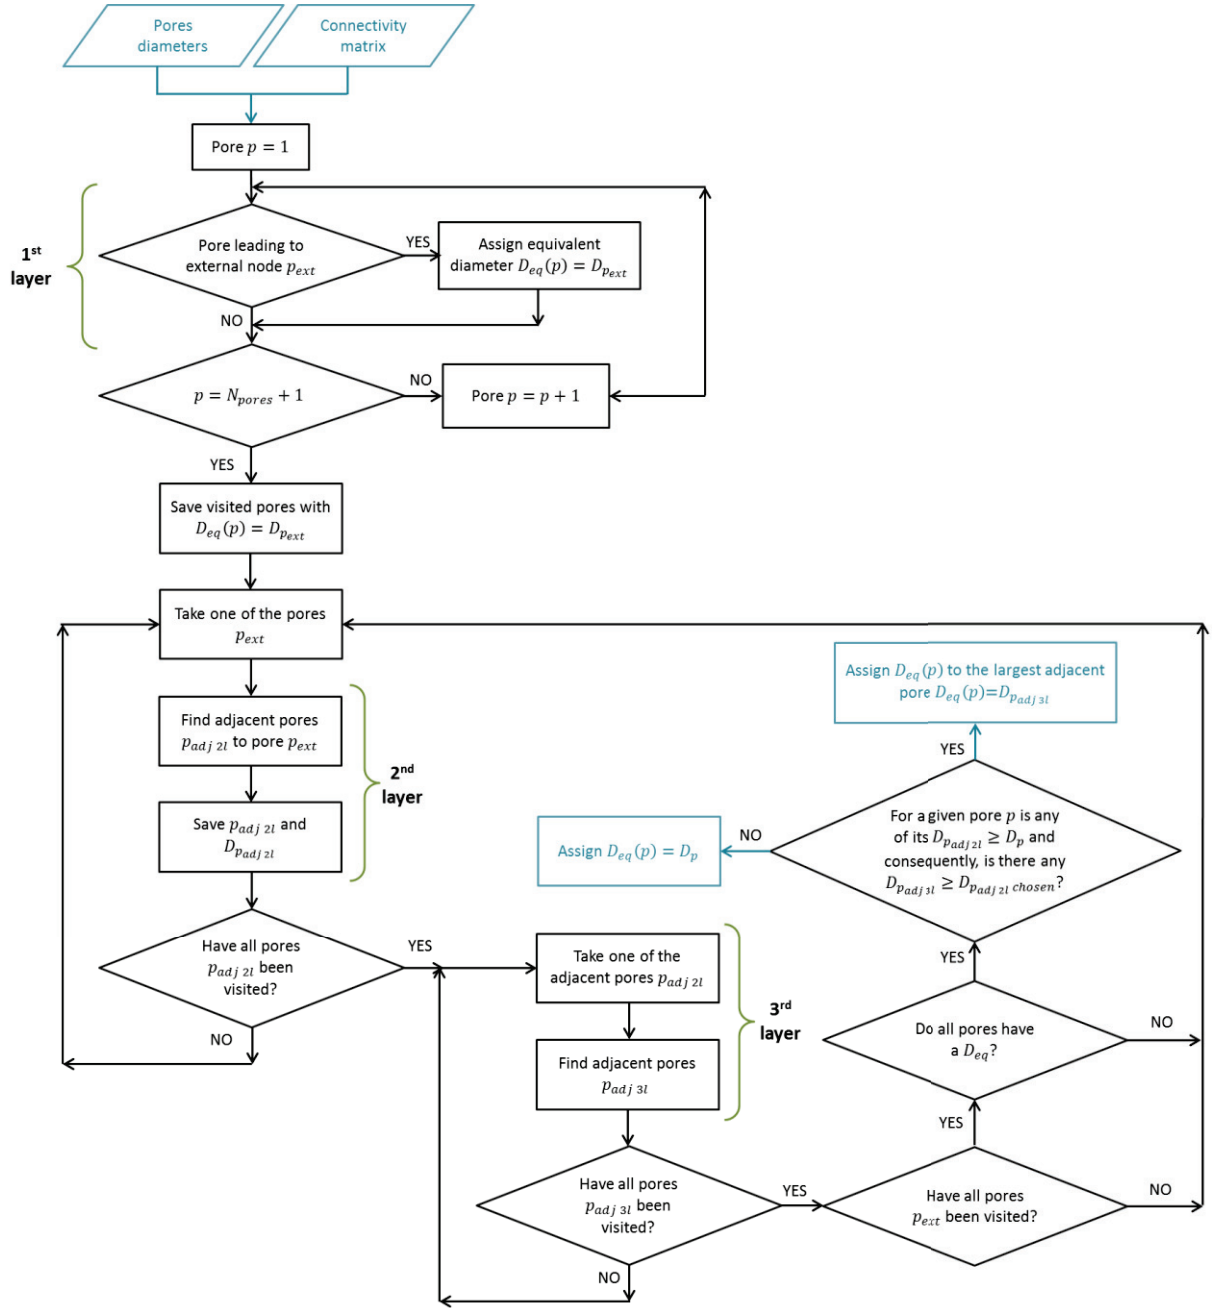 Pores
diameters
Connectivity
matrix
Pore p = 1
1st
layer
Pore leading to
external node p_ext
YES
Assign equivalent
diameter D_eq(p) = D_p_ext
NO
p = N_pores + 1
NO
Pore p = p + 1
YES
Save visited pores with
D_eq(p) = D_p_ext
Take one of the pores
p_ext
Find adjacent pores
p_adj 2l to pore p_ext
2nd
layer
Save p_adj 2l and
D_p_adj 2l
Have all pores
p_adj 2l been
visited?
YES
NO
Take one of the
adjacent pores p_adj 2l
3rd
layer
Find adjacent pores
p_adj 3l
Have all pores
p_adj 3l been
visited?
YES
NO
Have all pores
p_ext been visited?
NO
YES
Do all pores have
a D_eq?
NO
YES
For a given pore p is any
of its D_p_adj 2l ≥ D_p and
consequently, is there any
D_p_adj 3l ≥ D_p_adj 2l chosen?
NO
Assign D_eq(p) = D_p
YES
Assign D_eq(p) to the largest adjacent
pore D_eq(p)=D_p_adj 3l